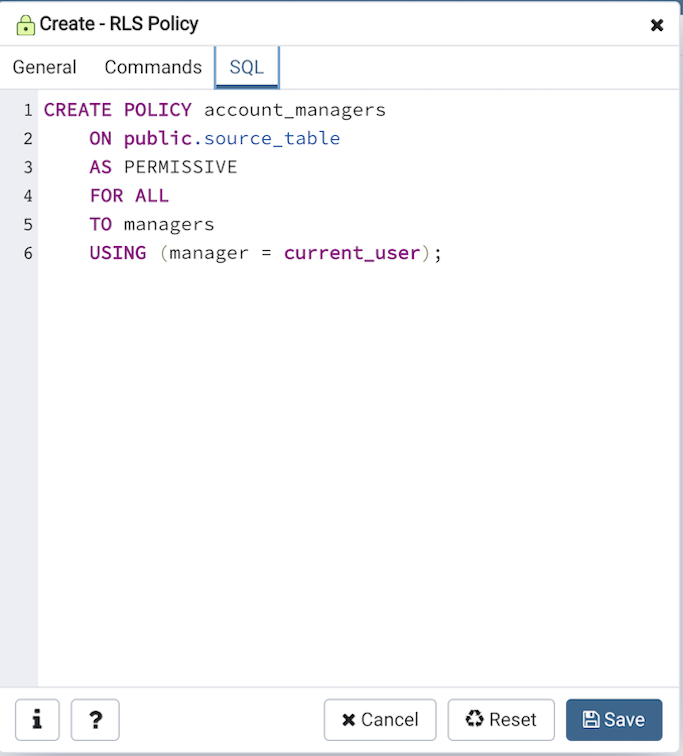 Create - RLS Policy
General Commands SQL
1 CREATE POLICY account_managers
2 ON public.source_table
3 AS PERMISSIVE
4 FOR ALL
5 TO managers
6 USING (manager = current_user);
i ? Cancel Reset Save